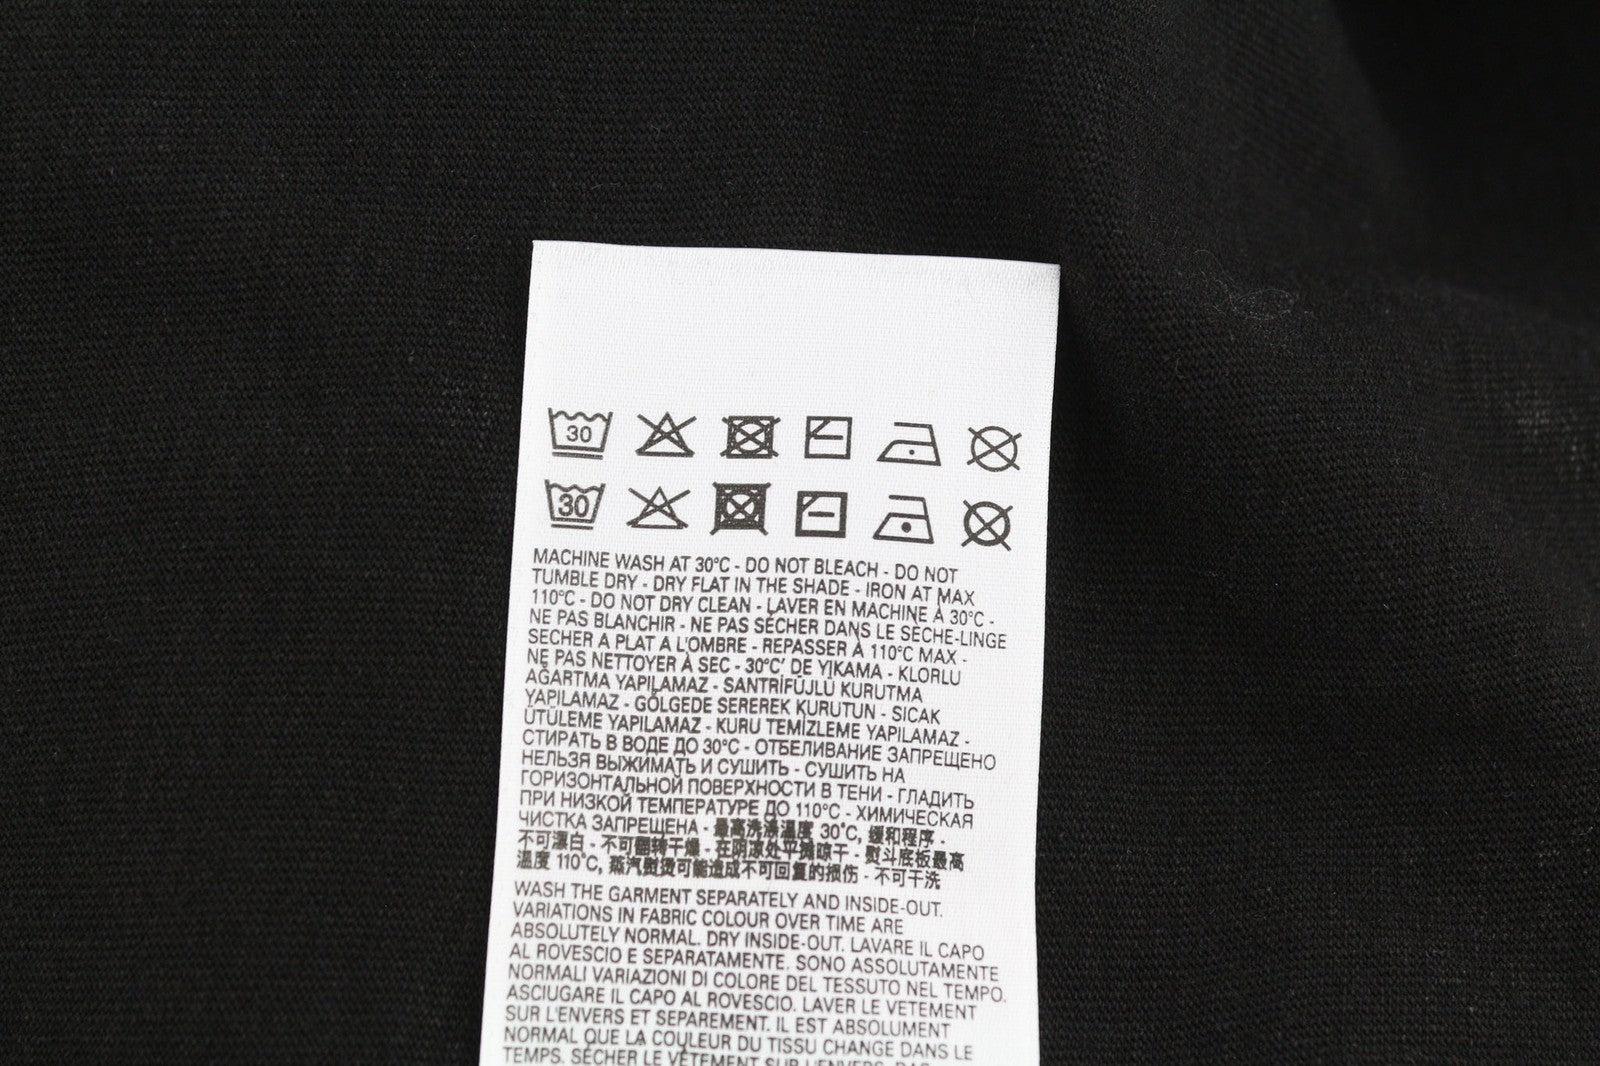 30
30
MACHINE WASH AT 30°C - DO NOT BLEACH - DO NOT
TUMBLE DRY - DRY FLAT IN THE SHADE - IRON AT MAX
110°C - DO NOT DRY CLEAN - LAVER EN MACHINE À 30°C -
NE PAS BLANCHIR - NE PAS SÉCHER DANS LE SECHE-LINGE
SECHER A PLAT A L'OMBRE - REPASSER À 110°C MAX -
NE PAS NETTOYER À SEC - 30°C' DE YIKAMA - KLORLU
AĞARTMA YAPILAMAZ - SANTRİFÜJLÜ KURUTMA
YAPILAMAZ - GÖLGEDE SEREREK KURUTUN - SICAK
ÜTÜLEME YAPILAMAZ - KURU TEMİZLEME YAPILAMAZ -
СТИРАТЬ В ВОДЕ ДО 30°C - ОТБЕЛИВАНИЕ ЗАПРЕЩЕНО
НЕЛЬЗЯ ВЫЖИМАТЬ И СУШИТЬ - СУШИТЬ НА
ГОРИЗОНТАЛЬНОЙ ПОВЕРХНОСТИ В ТЕНИ - ГЛАДИТЬ
ПРИ НИЗКОЙ ТЕМПЕРАТУРЕ ДО 110°C - ХИМИЧЕСКАЯ
ЧИСТКА ЗАПРЕЩЕНА - 最高洗涤温度 30°C, 缓和程序 -
不可漂白 - 不可翻转干燥 - 在阴凉处平摊晾干 - 熨斗底板最高
温度 110°C, 蒸汽熨烫可能造成不可回复的损伤 - 不可干洗
WASH THE GARMENT SEPARATELY AND INSIDE-OUT.
VARIATIONS IN FABRIC COLOUR OVER TIME ARE
ABSOLUTELY NORMAL. DRY INSIDE-OUT. LAVARE IL CAPO
AL ROVESCIO E SEPARATAMENTE. SONO ASSOLUTAMENTE
NORMALI VARIAZIONI DI COLORE DEL TESSUTO NEL TEMPO.
ASCIUGARE IL CAPO AL ROVESCIO. LAVER LE VETEMENT
SUR L'ENVERS ET SEPAREMENT. IL EST ABSOLUMENT
NORMAL QUE LA COULEUR DU TISSU CHANGE DANS LE
TEMPS. SÉCHER LE VÊTEMENT SUR L'ENVERS. PAS